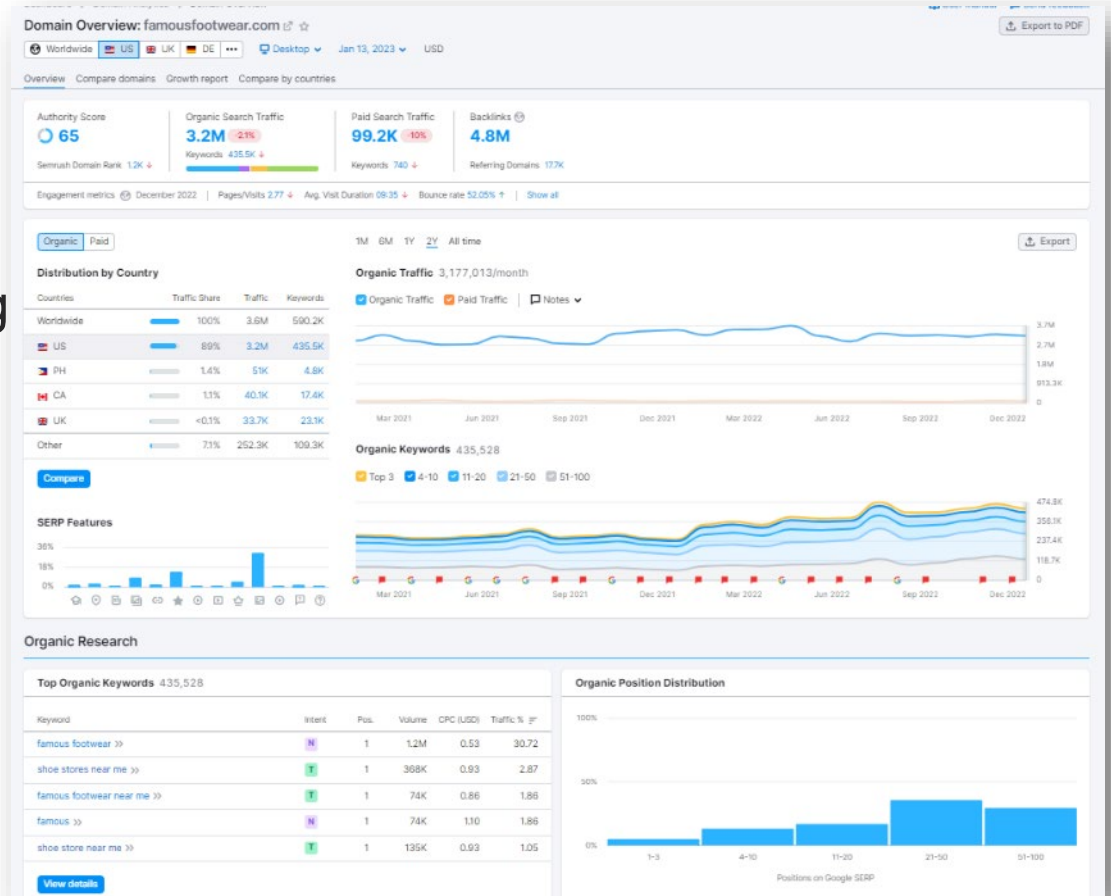 Domain Overview: famousfootwear.com
Export to PDF
Worldwide US UK DE ••• Desktop Jan 13, 2023 USD
Overview Compare domains Growth report Compare by countries
Authority Score Organic Search Traffic Paid Search Traffic Backlinks
65 3.2M -2.1% 99.2K -10% 4.8M
Keywords 435.5K ↓
Semrush Domain Rank 1.2K ↓ Keywords 740 ↓ Referring Domains 17.7K
Engagement metrics December 2022 | Pages/Visits 2.77 ↓ Avg. Visit Duration 09:35 ↓ Bounce rate 52.05% ↑ | Show all
Organic Paid
1M 6M 1Y 2Y All time
Export
Distribution by Country
Countries Traffic Share Traffic Keywords
Worldwide 100% 3.6M 590.2K
US 89% 3.2M 435.5K
PH 1.4% 51K 4.8K
CA 1.1% 40.1K 17.4K
UK <0.1% 33.7K 23.1K
Other 7.1% 252.3K 109.3K
Compare
g
Organic Traffic 3,177,013/month
Organic Traffic Paid Traffic | Notes
3.7M
2.7M
1.8M
913.3K
0
Mar 2021 Jun 2021 Sep 2021 Dec 2021 Mar 2022 Jun 2022 Sep 2022 Dec 2022
Organic Keywords 435,528
Top 3 4-10 11-20 21-50 51-100
474.8K
356.1K
237.4K
118.7K
0
Mar 2021 Jun 2021 Sep 2021 Dec 2021 Mar 2022 Jun 2022 Sep 2022 Dec 2022
SERP Features
36%
18%
0%
Organic Research
Top Organic Keywords 435,528
Keyword Intent Pos. Volume CPC (USD) Traffic %
famous footwear >> N 1 1.2M 0.53 30.72
shoe stores near me >> T 1 368K 0.93 2.87
famous footwear near me >> T 1 74K 0.86 1.86
famous >> N 1 74K 1.10 1.86
shoe store near me >> T 1 135K 0.93 1.05
View details
Organic Position Distribution
100%
50%
0%
1-3 4-10 11-20 21-50 51-100
Positions on Google SERP